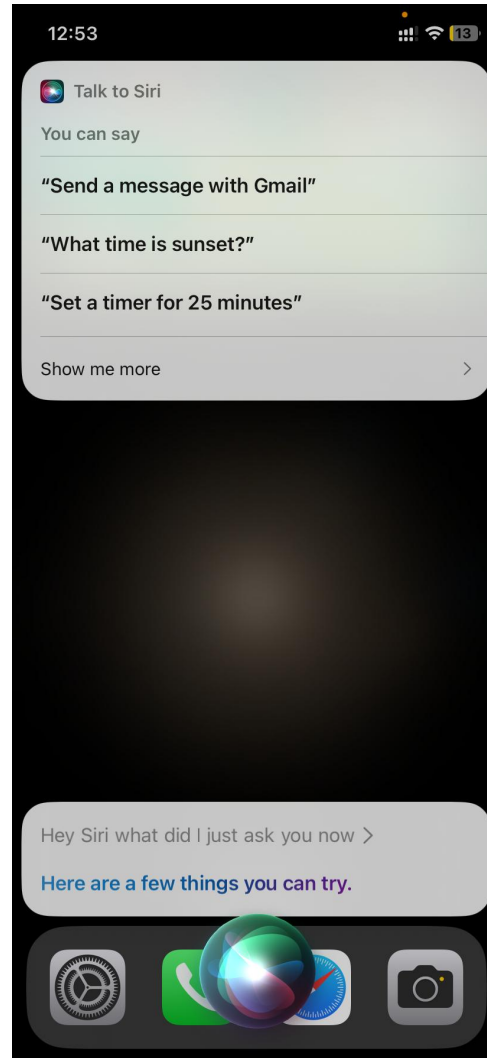 12:53
13
Talk to Siri
You can say
“Send a message with Gmail”
“What time is sunset?”
“Set a timer for 25 minutes”
Show me more
Hey Siri what did I just ask you now
Here are a few things you can try.